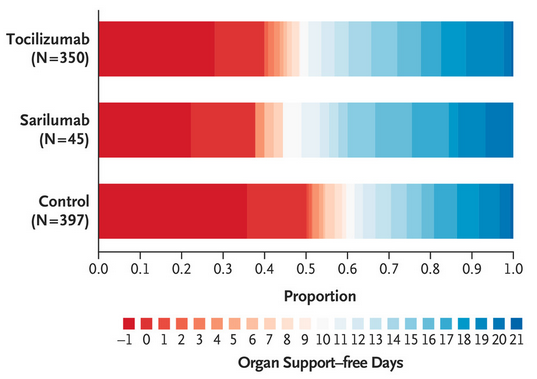 Tocilizumab
(N=350)
Sarilumab
(N=45)
Control
(N=397)
0.0 0.1 0.2 0.3 0.4 0.5 0.6 0.7 0.8 0.9 1.0
Proportion
−1 0 1 2 3 4 5 6 7 8 9 10 11 12 13 14 15 16 17 18 19 20 21
Organ Support–free Days